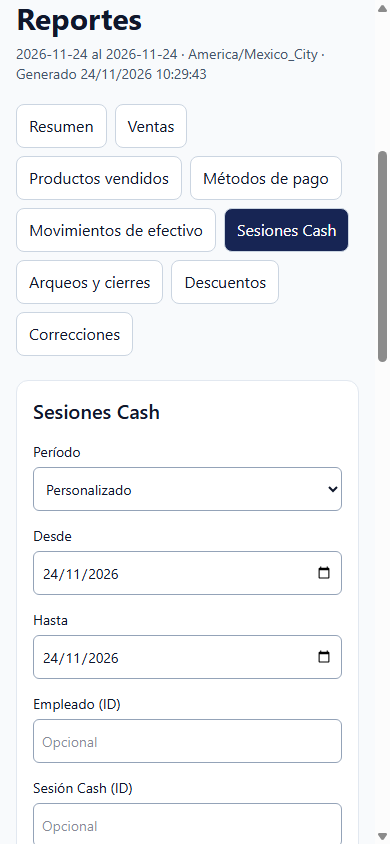 Reportes
2026-11-24 al 2026-11-24 · America/Mexico_City ·
Generado 24/11/2026 10:29:43
Resumen
Ventas
Productos vendidos
Métodos de pago
Movimientos de efectivo
Sesiones Cash
Arqueos y cierres
Descuentos
Correcciones
Sesiones Cash
Período
Personalizado
Desde
24/11/2026
Hasta
24/11/2026
Empleado (ID)
Opcional
Sesión Cash (ID)
Opcional